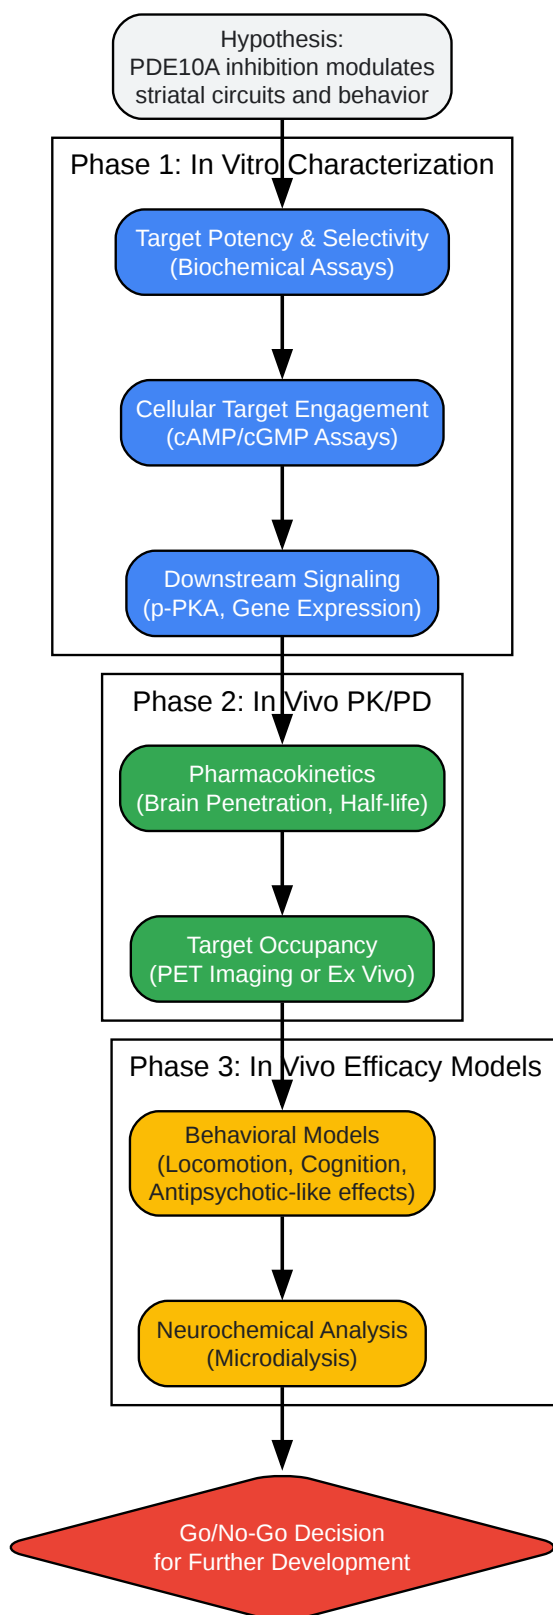 Hypothesis:
PDE10A inhibition modulates
striatal circuits and behavior
Phase 1: In Vitro Characterization
Target Potency & Selectivity
(Biochemical Assays)
Cellular Target Engagement
(cAMP/cGMP Assays)
Downstream Signaling
(p-PKA, Gene Expression)
Phase 2: In Vivo PK/PD
Pharmacokinetics
(Brain Penetration, Half-life)
Target Occupancy
(PET Imaging or Ex Vivo)
Phase 3: In Vivo Efficacy Models
Behavioral Models
(Locomotion, Cognition,
Antipsychotic-like effects)
Neurochemical Analysis
(Microdialysis)
Go/No-Go Decision
for Further Development